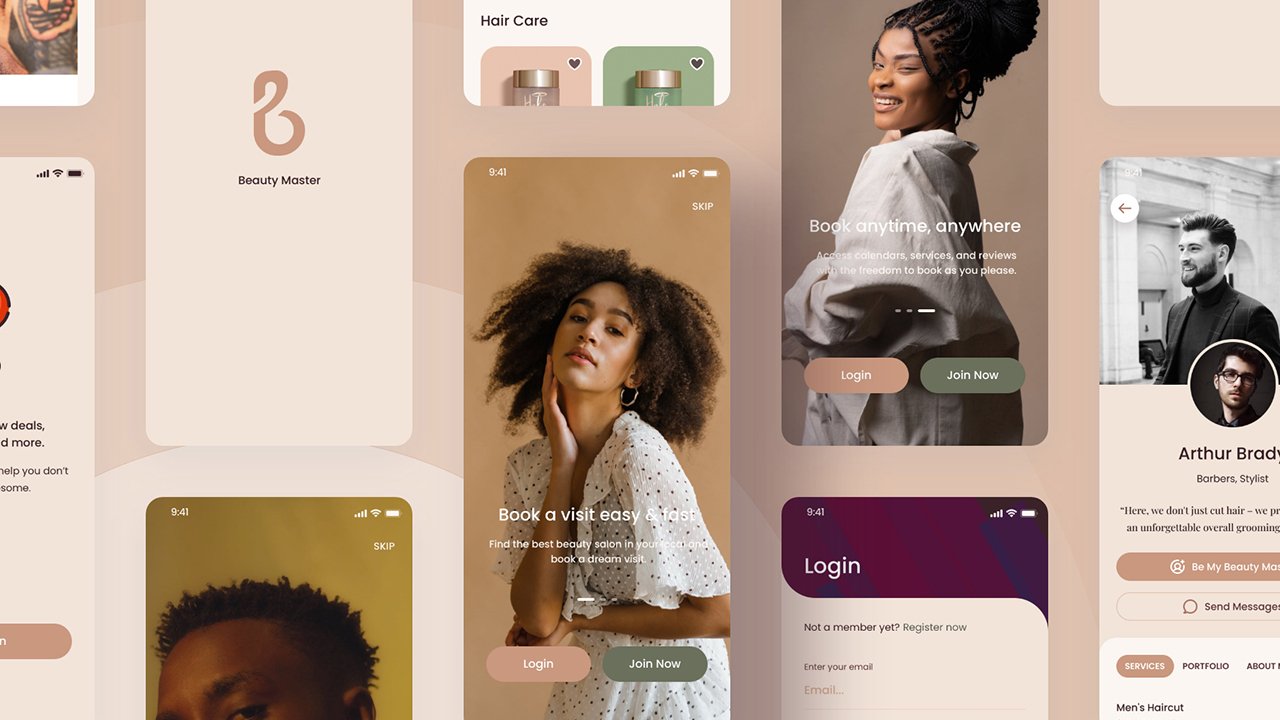 w deals,
d more.
help you don't
esome.
n
Beauty Master
9:41
SKIP
Hair Care
9:41
SKIP
Book a visit easy & fast
Find the best beauty salon in your local and
book a dream visit.
Login
Join Now
Book anytime, anywhere
Access calendars, services, and reviews
with the freedom to book as you please.
Login
Join Now
9:41
Login
Not a member yet? Register now
Enter your email
Email...
9:41
Arthur Brady
Barbers, Stylist
“Here, we don't just cut hair – we pr
an unforgettable overall grooming
Be My Beauty Mas
Send Messages
SERVICES
PORTFOLIO
ABOUT
Men's Haircut